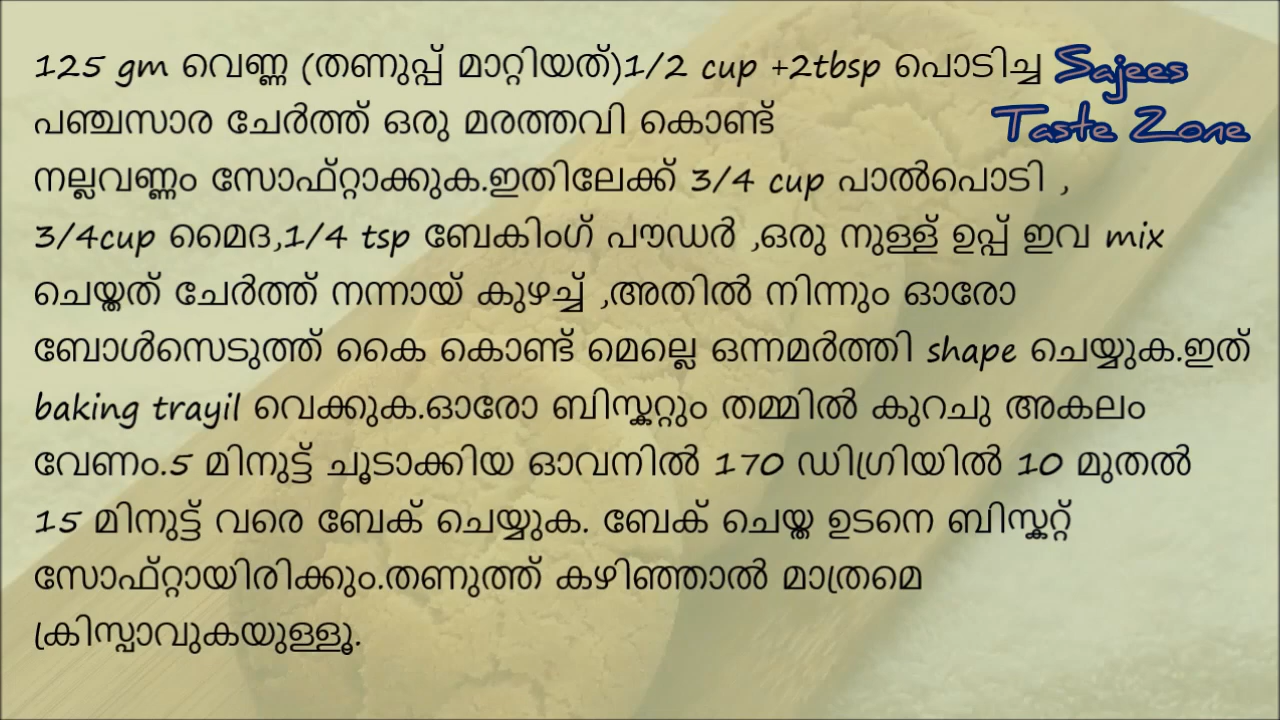 125 gm വെണ്ണ (തണുപ്പ് മാറ്റിയത്)1/2 cup +2tbsp പൊടിച്ച
Sajees
Taste Zone
പഞ്ചസാര ചേർത്ത് ഒരു മരത്തവി കൊണ്ട്
നല്ലവണ്ണം സോഫ്റ്റാക്കുക.ഇതിലേക്ക് 3/4 cup പാൽപൊടി ,
3/4cup മൈദ,1/4 tsp ബേകിംഗ് പൗഡർ ,ഒരു നുള്ള് ഉപ്പ് ഇവ mix
ചെയ്തത് ചേർത്ത് നന്നായ് കുഴച്ച് ,അതിൽ നിന്നും ഓരോ
ബോൾസെടുത്ത് കൈ കൊണ്ട് മെല്ലെ ഒന്നമർത്തി shape ചെയ്യുക.ഇത്
baking trayil വെക്കുക.ഓരോ ബിസ്കറ്റും തമ്മിൽ കുറചു അകലം
വേണം.5 മിനുട്ട് ചൂടാക്കിയ ഓവനിൽ 170 ഡിഗ്രിയിൽ 10 മുതൽ
15 മിനുട്ട് വരെ ബേക് ചെയ്യുക. ബേക് ചെയ്ത ഉടനെ ബിസ്കറ്റ്
സോഫ്റ്റായിരിക്കും.തണുത്ത് കഴിഞ്ഞാൽ മാത്രമെ
ക്രിസ്പാവുകയുള്ളൂ.